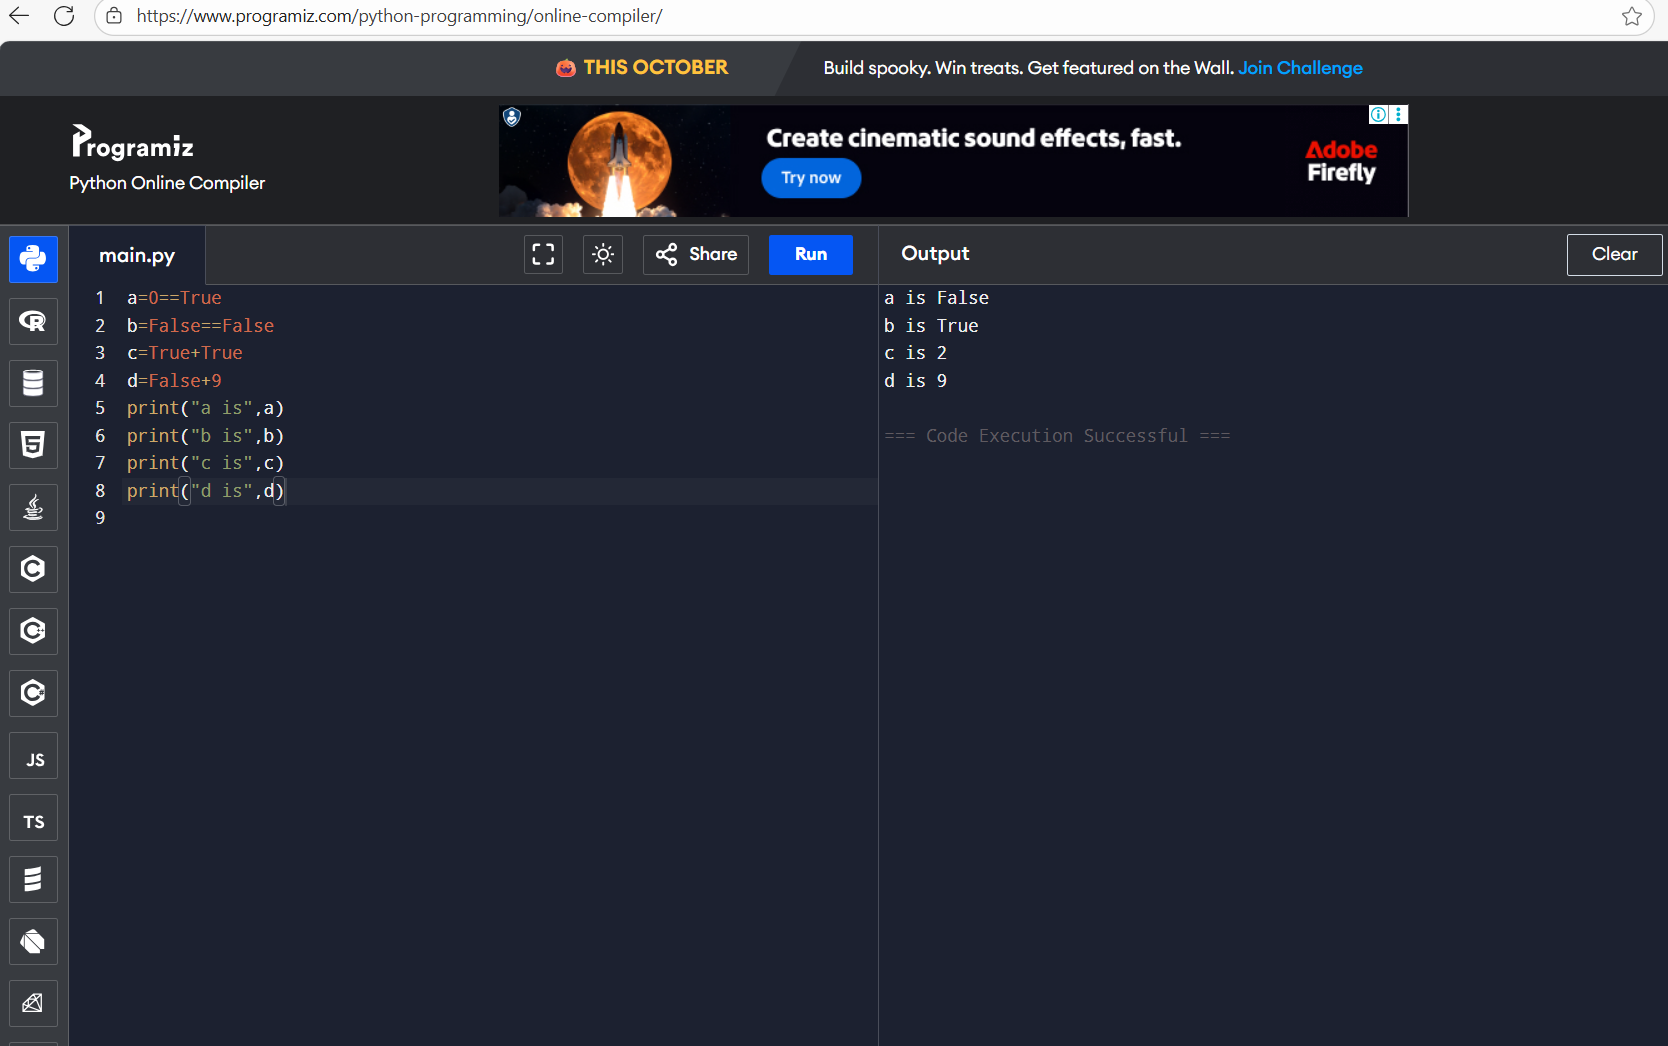 https://www.programiz.com/python-programming/online-compiler/
THIS OCTOBER
Build spooky. Win treats. Get featured on the Wall. Join Challenge
Programiz
Python Online Compiler
Create cinematic sound effects, fast.
Try now
Adobe
Firefly
main.py
Share
Run
Output
Clear
1 a=0==True
2 b=False==False
3 c=True+True
4 d=False+9
5 print("a is",a)
6 print("b is",b)
7 print("c is",c)
8 print("d is",d)
9
a is False
b is True
c is 2
d is 9
=== Code Execution Successful ===
R
5
C
C++
C#
JS
TS